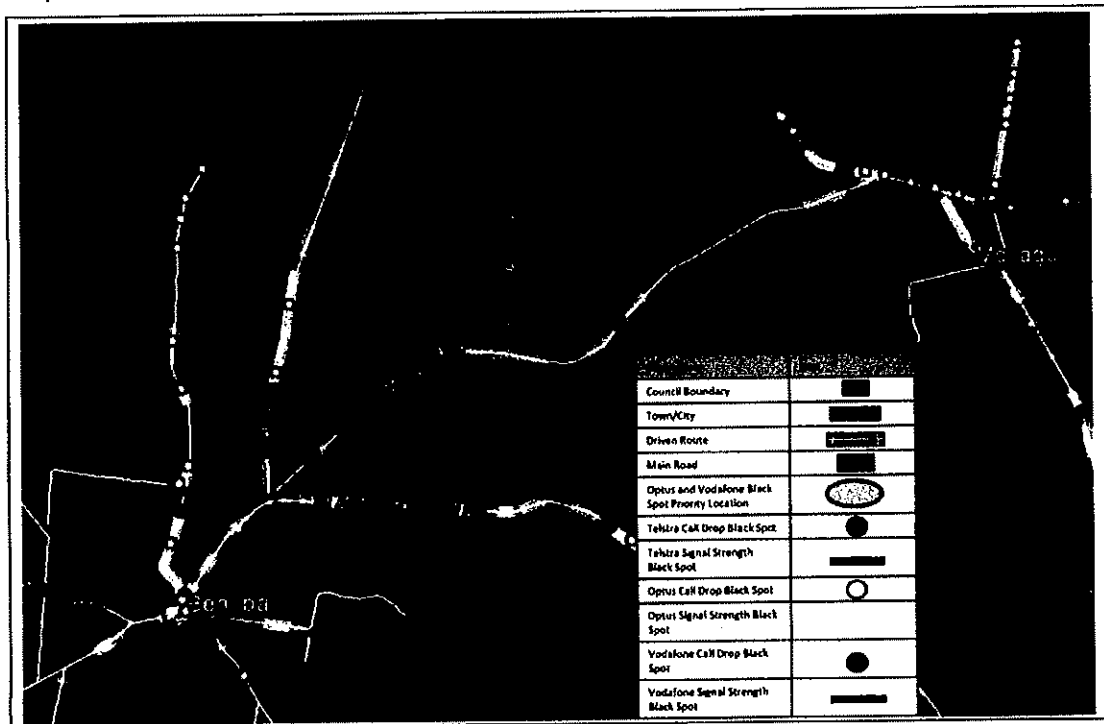 Council Boundary
Town/City
Driven Route
Main Road
Optus and Vodafone Black
Spot Priority Location
Telstra Call Drop Black Spot
Telstra Signal Strength
Black Spot
Optus Call Drop Black Spot
Optus Signal Strength Black
Spot
Vodafone Call Drop Black
Spot
Vodafone Signal Strength
Black Spot